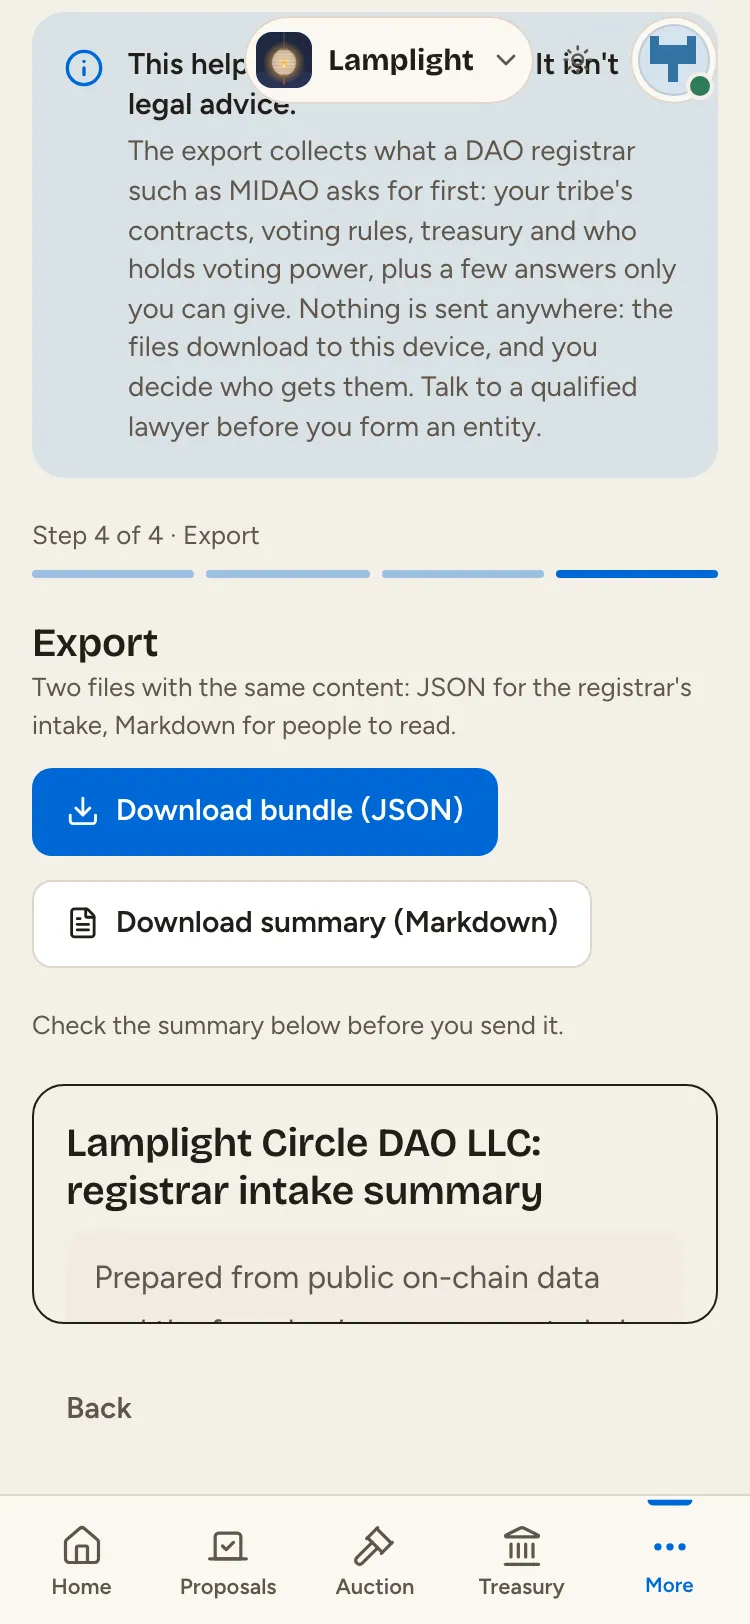 This help
Lamplight
It isn't
legal advice.
The export collects what a DAO registrar
such as MIDAO asks for first: your tribe's
contracts, voting rules, treasury and who
holds voting power, plus a few answers only
you can give. Nothing is sent anywhere: the
files download to this device, and you
decide who gets them. Talk to a qualified
lawyer before you form an entity.
Step 4 of 4 · Export
Export
Two files with the same content: JSON for the registrar's
intake, Markdown for people to read.
Download bundle (JSON)
Download summary (Markdown)
Check the summary below before you send it.
Lamplight Circle DAO LLC:
registrar intake summary
Prepared from public on-chain data
Back
Home
Proposals
Auction
Treasury
More